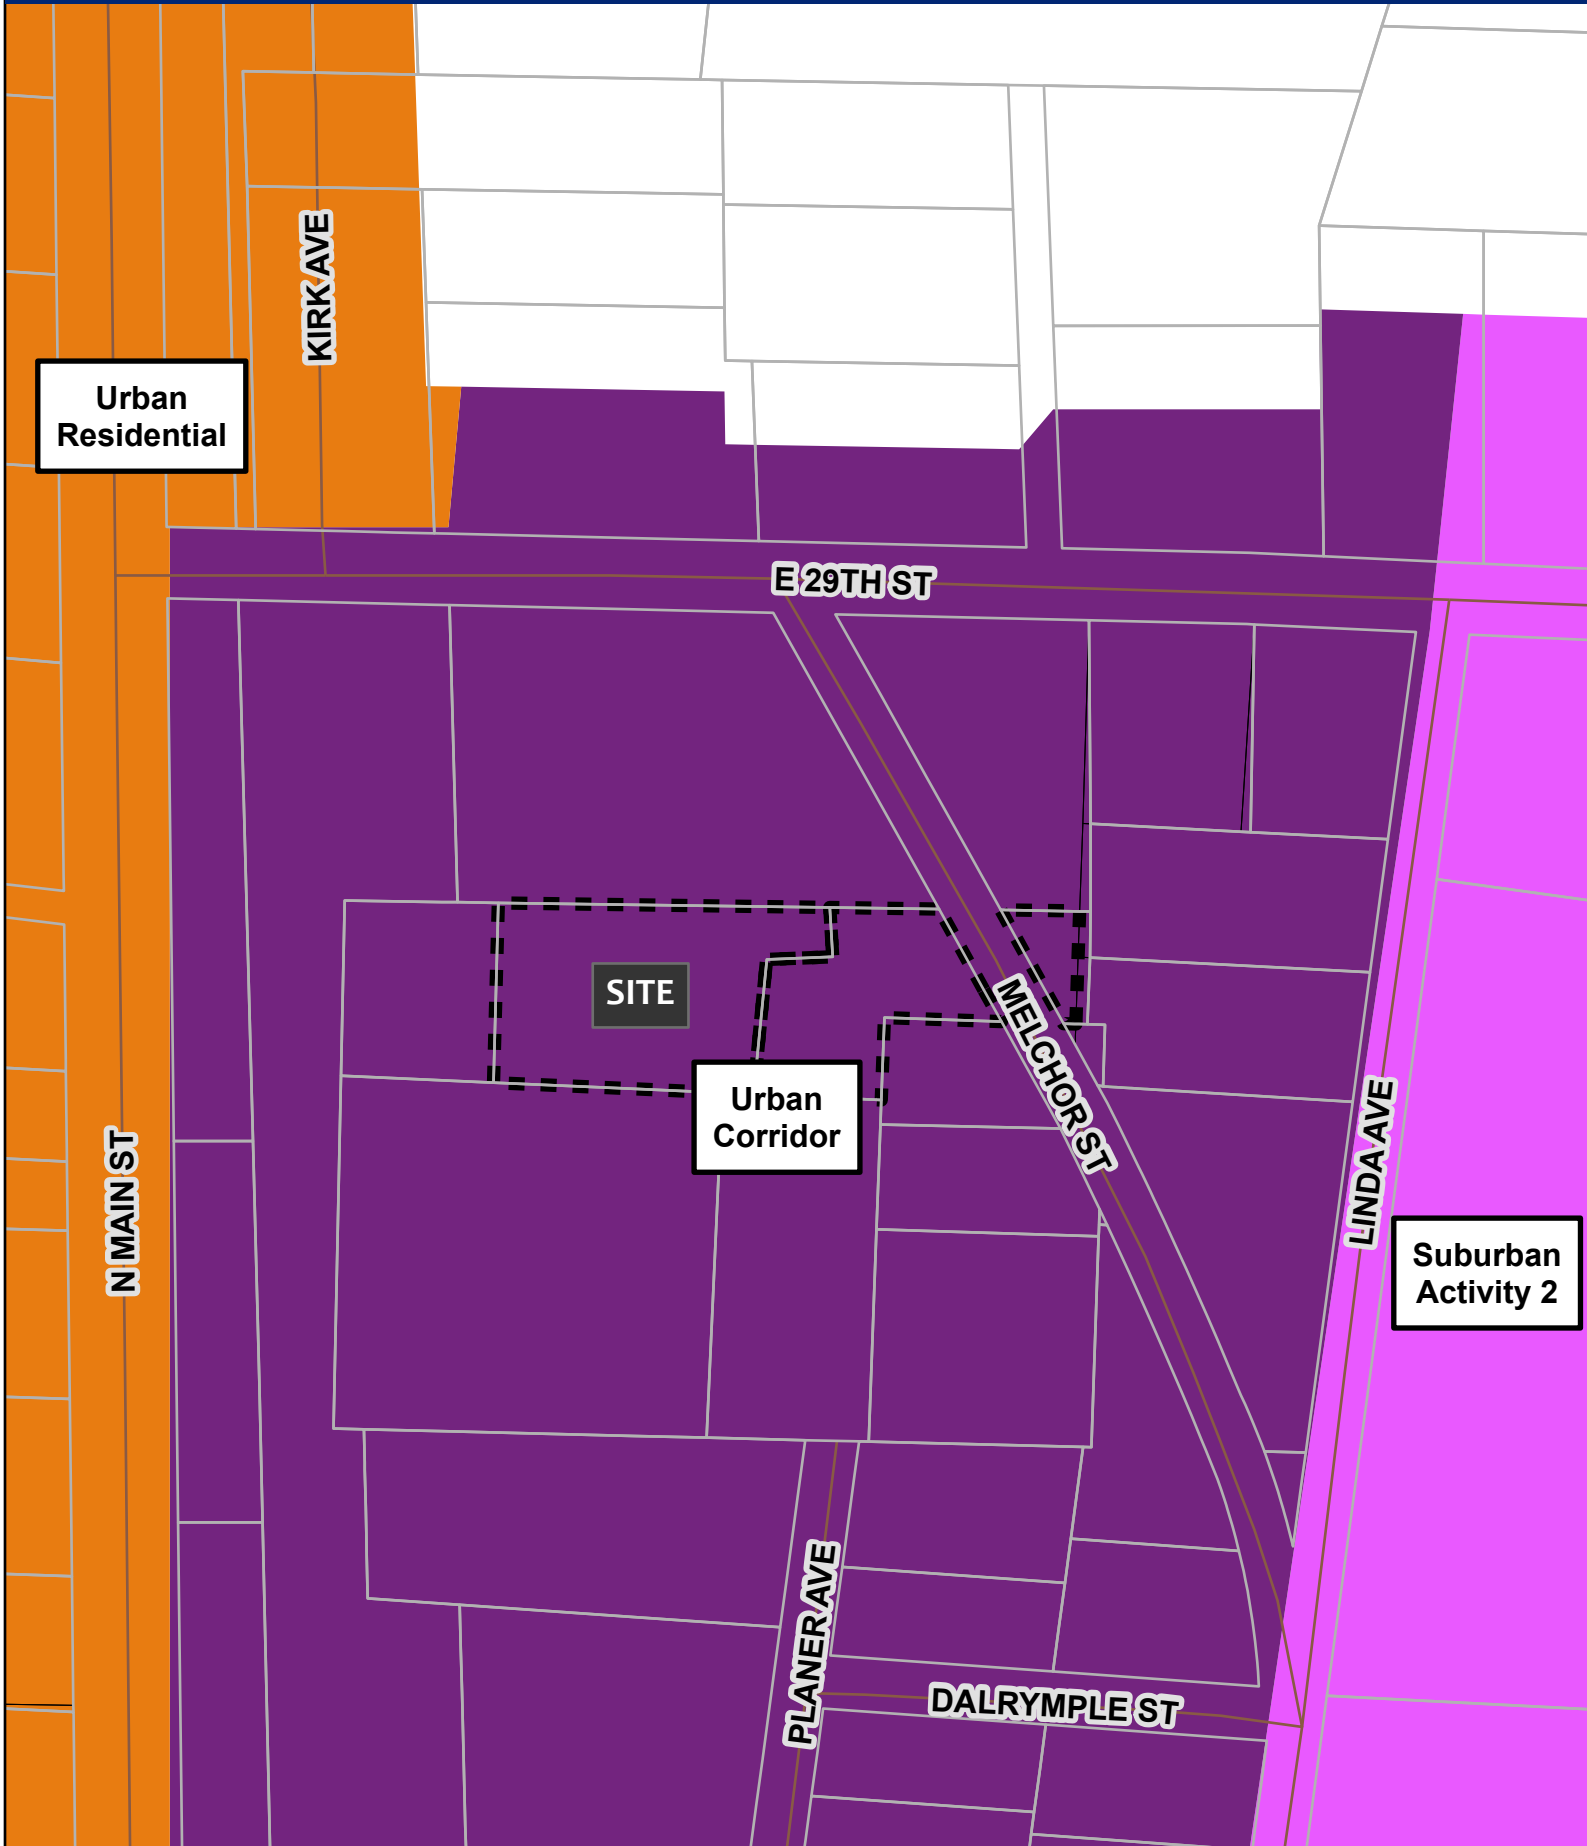 KIRK AVE
Urban
Residential
E 29TH ST
SITE
MELCHOR ST
Urban
Corridor
LINDA AVE
N MAIN ST
Suburban
Activity 2
PLANER AVE
DALRYMPLE ST